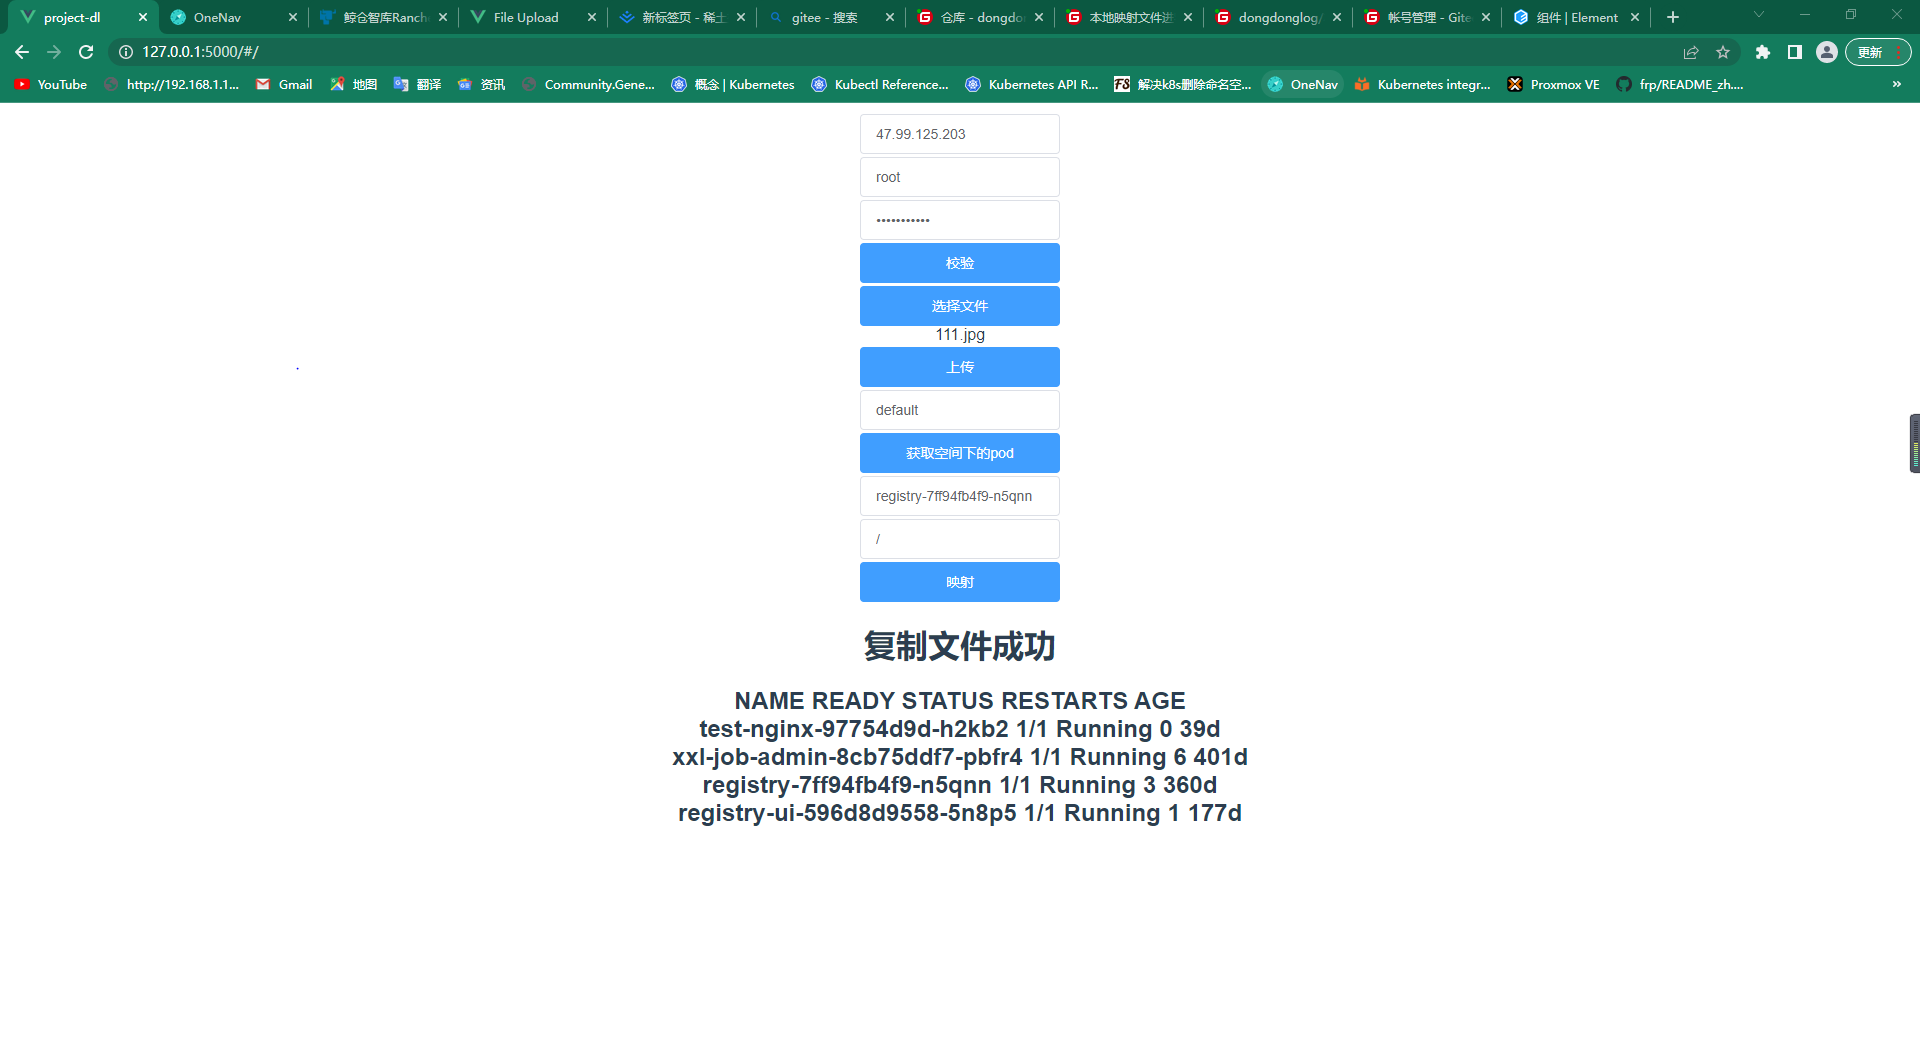 project-dl
OneNav
鲸仓智库Ranch
File Upload
新标签页 - 稀土
gitee - 搜索
仓库 - dongdo
本地映射文件进
dongdonglog/
帐号管理 - Gite
组件 | Element
127.0.0.1:5000/#/
更新
YouTube
http://192.168.1.1...
Gmail
地图
翻译
资讯
Community.Gene...
概念 | Kubernetes
Kubectl Reference...
Kubernetes API R...
解决k8s删除命名空...
OneNav
Kubernetes integr...
Proxmox VE
frp/README_zh....
»
47.99.125.203
root
•••••••••••
校验
选择文件
111.jpg
上传
default
获取空间下的pod
registry-7ff94fb4f9-n5qnn
/
映射
复制文件成功
NAME READY STATUS RESTARTS AGE
test-nginx-97754d9d-h2kb2 1/1 Running 0 39d
xxl-job-admin-8cb75ddf7-pbfr4 1/1 Running 6 401d
registry-7ff94fb4f9-n5qnn 1/1 Running 3 360d
registry-ui-596d8d9558-5n8p5 1/1 Running 1 177d